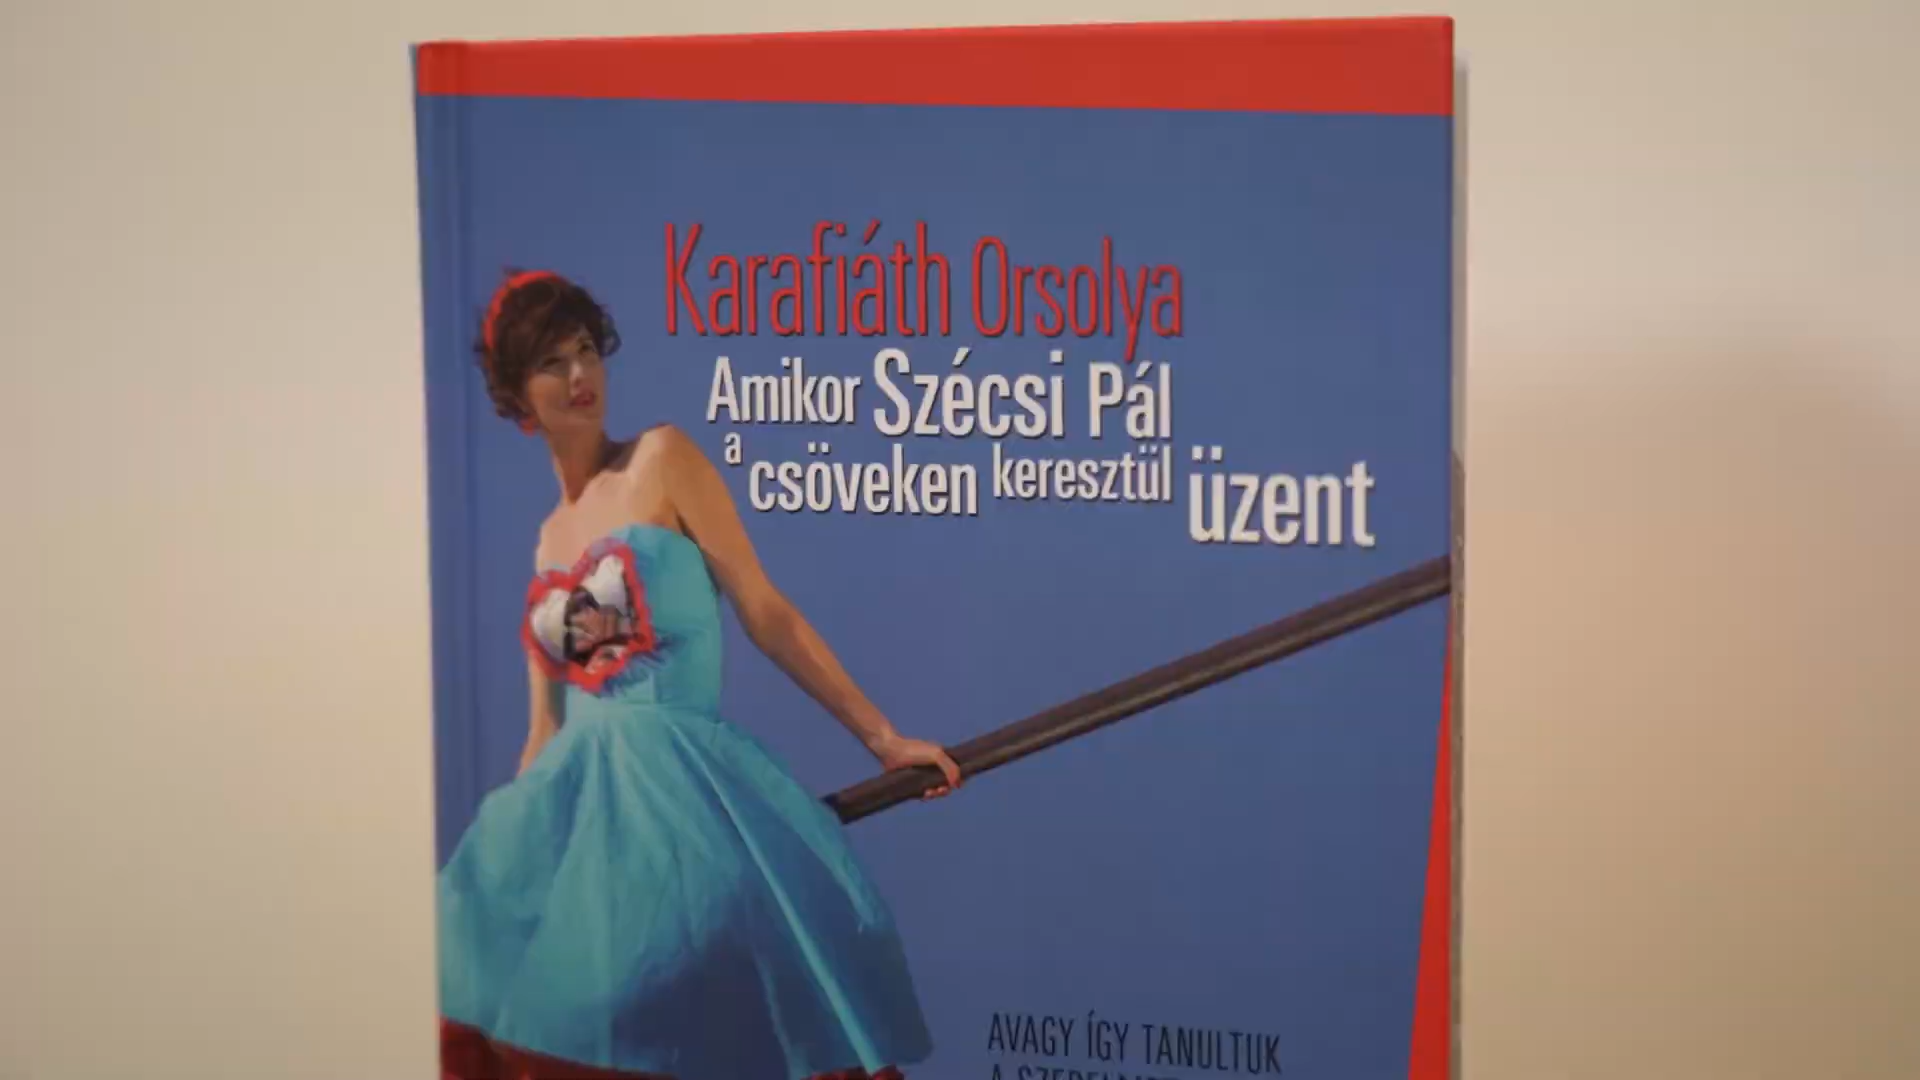 Karafiáth Orsolya
Amikor Szécsi Pál
a csöveken keresztül üzent
AVAGY ÍGY TANULTUK